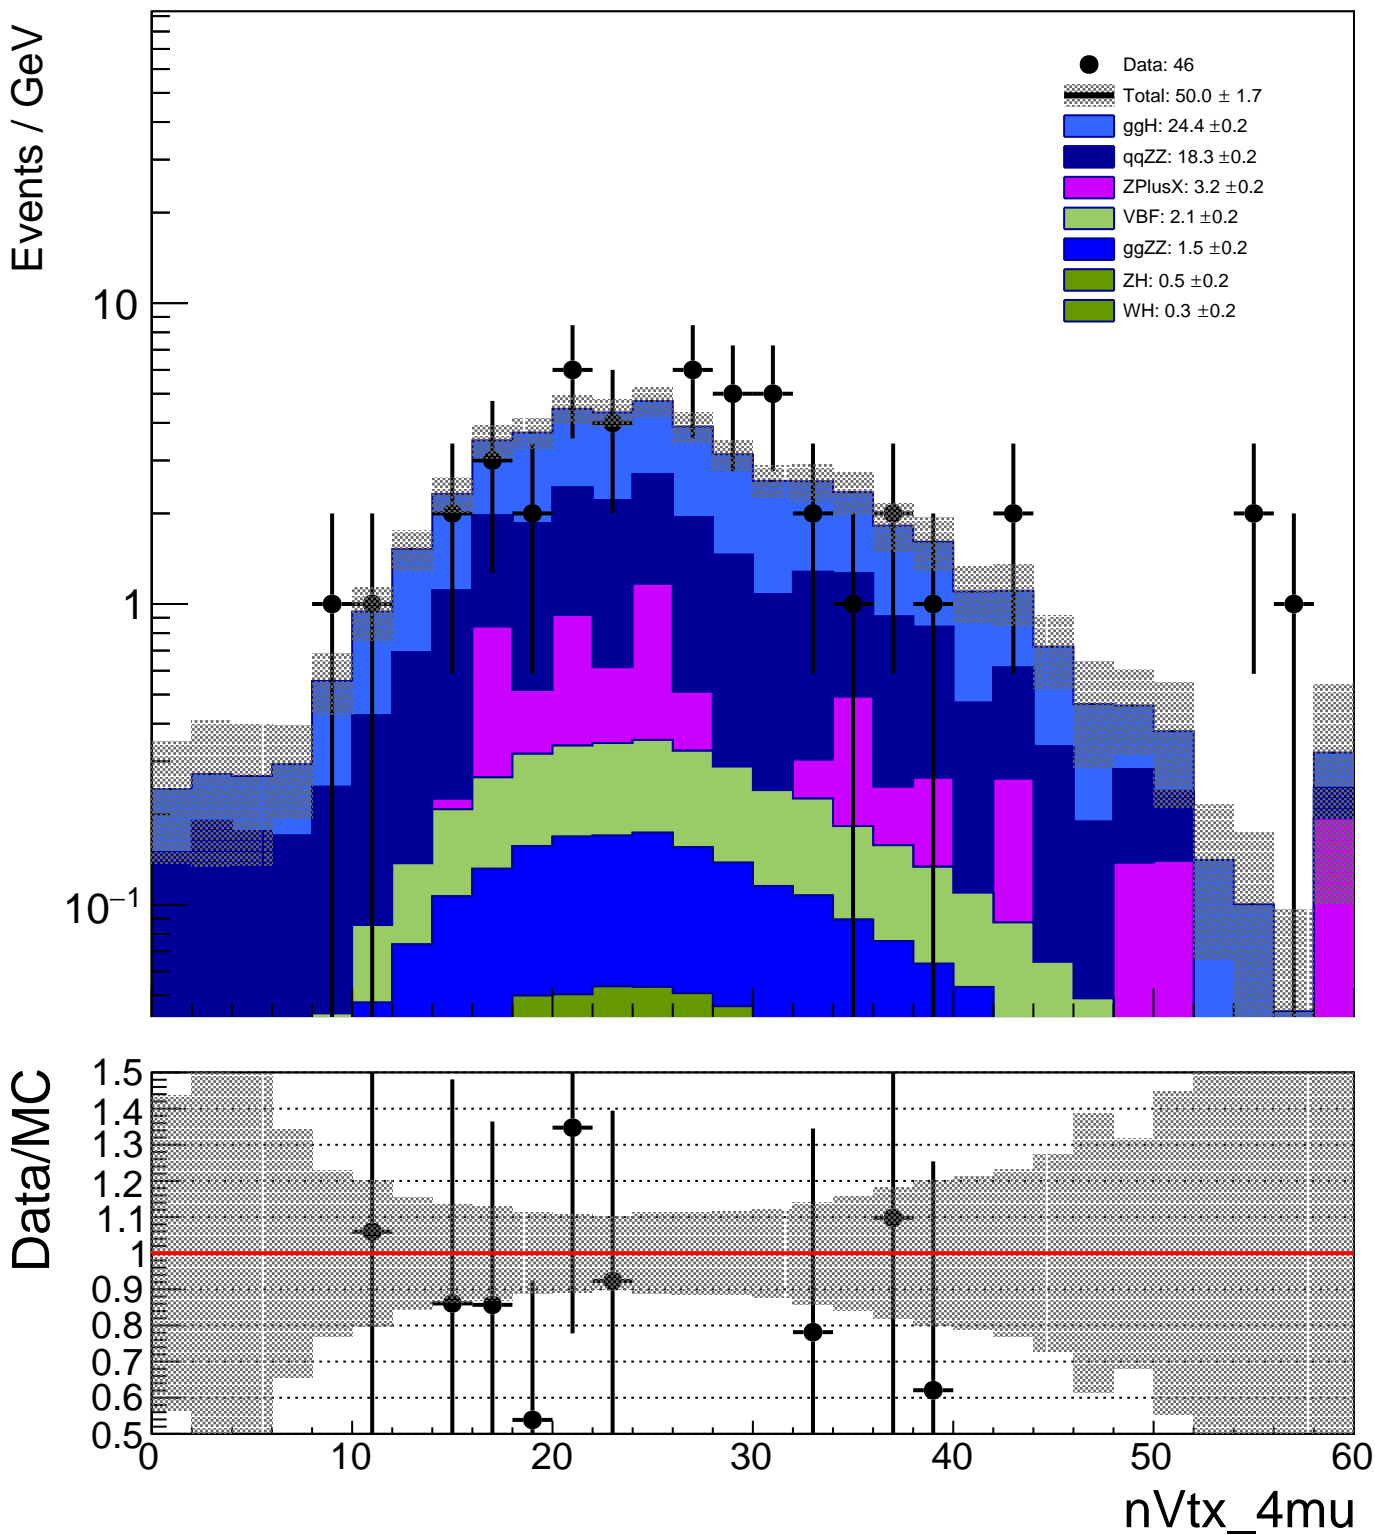 Events / GeV
Data: 46
Total: 50.0 ± 1.7
ggH: 24.4 ±0.2
qqZZ: 18.3 ±0.2
ZPlusX: 3.2 ±0.2
VBF: 2.1 ±0.2
ggZZ: 1.5 ±0.2
ZH: 0.5 ±0.2
WH: 0.3 ±0.2
10
1
10⁻¹
Data/MC
1.5
1.4
1.3
1.2
1.1
1
0.9
0.8
0.7
0.6
0.5
0 10 20 30 40 50 60
nVtx_4mu